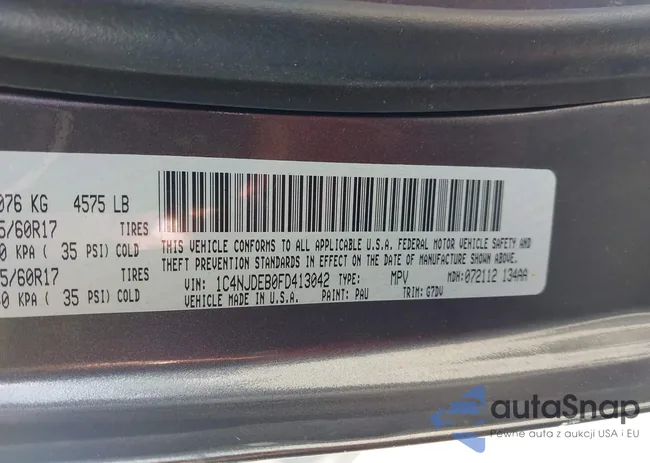 076 KG 4575 LB
5/60R17 TIRES
0 KPA ( 35 PSI) COLD
5/60R17 TIRES
0 KPA ( 35 PSI) COLD
THIS VEHICLE CONFORMS TO ALL APPLICABLE U.S.A. FEDERAL MOTOR VEHICLE SAFETY AND
THEFT PREVENTION STANDARDS IN EFFECT ON THE DATE OF MANUFACTURE SHOWN ABOVE.
VIN: 1C4NJDEB0FD413042 TYPE: MPV MDH: 072112 134AA
VEHICLE MADE IN U.S.A. PAINT: PAU TRIM: G7DV
autaSnap
Pewne auta z aukcji USA i EU